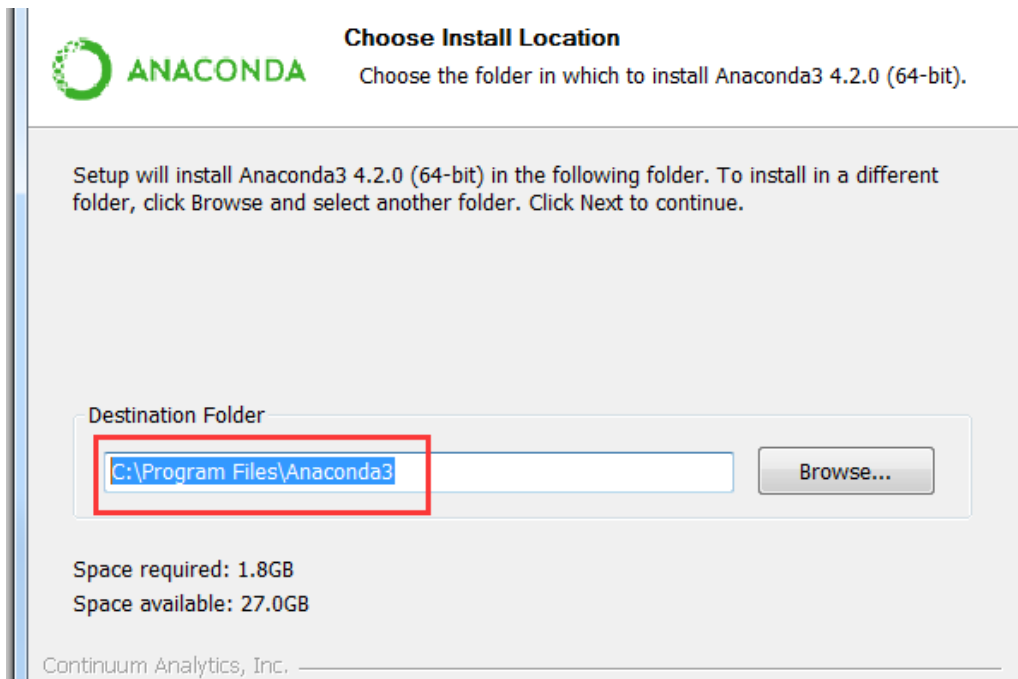 Choose Install Location
ANACONDA
Choose the folder in which to install Anaconda3 4.2.0 (64-bit).
Setup will install Anaconda3 4.2.0 (64-bit) in the following folder. To install in a different
folder, click Browse and select another folder. Click Next to continue.
Destination Folder
C:\Program Files\Anaconda3
Browse...
Space required: 1.8GB
Space available: 27.0GB
Continuum Analytics, Inc.